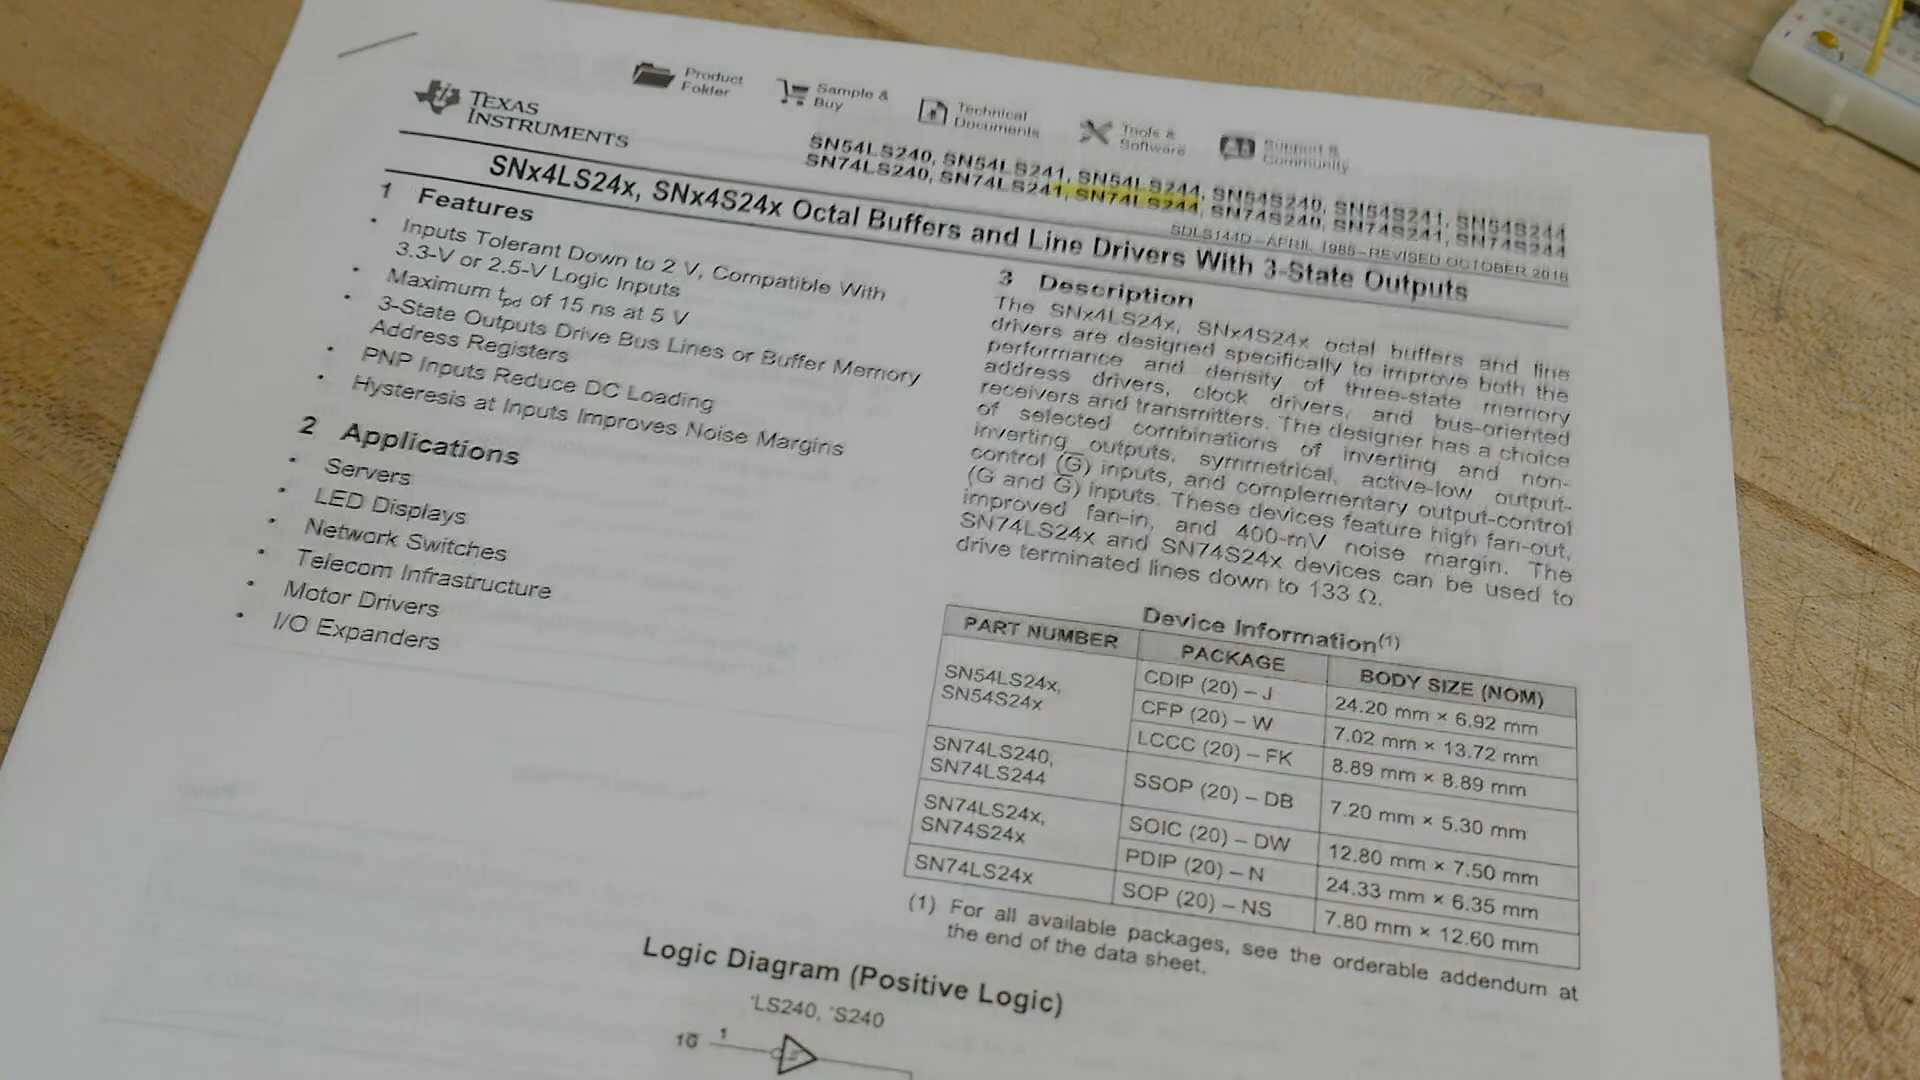 Product
Folder
Sample &
Buy
Technical
Documents
Tools &
Software
Support &
Community
TEXAS
INSTRUMENTS
SN54LS240, SN54LS241, SN54LS244, SN54S240, SN54S241, SN54S244
SN74LS240, SN74LS241, SN74LS244, SN74S240, SN74S241, SN74S244
SDLS144D–APRIL 1985–REVISED OCTOBER 2016
SNx4LS24x, SNx4S24x Octal Buffers and Line Drivers With 3-State Outputs
1 Features
• Inputs Tolerant Down to 2 V, Compatible With
3.3-V or 2.5-V Logic Inputs
• Maximum tpd of 15 ns at 5 V
• 3-State Outputs Drive Bus Lines or Buffer Memory
Address Registers
• PNP Inputs Reduce DC Loading
• Hysteresis at Inputs Improves Noise Margins
2 Applications
• Servers
• LED Displays
• Network Switches
• Telecom Infrastructure
• Motor Drivers
• I/O Expanders
3 Description
The SNx4LS24x, SNx4S24x octal buffers and line
drivers are designed specifically to improve both the
performance and density of three-state memory
address drivers, clock drivers, and bus-oriented
receivers and transmitters. The designer has a choice
of selected combinations of inverting and non-
inverting outputs, symmetrical, active-low output-
control (G̅) inputs, and complementary output-control
(G and G̅) inputs. These devices feature high fan-out,
improved fan-in, and 400-mV noise margin. The
SN74LS24x and SN74S24x devices can be used to
drive terminated lines down to 133 Ω.
Device Information(1)
PART NUMBER PACKAGE BODY SIZE (NOM)
SN54LS24x,
SN54S24x
CDIP (20) – J 24.20 mm × 6.92 mm
CFP (20) – W 7.02 mm × 13.72 mm
LCCC (20) – FK 8.89 mm × 8.89 mm
SN74LS240,
SN74LS244
SSOP (20) – DB 7.20 mm × 5.30 mm
SN74LS24x,
SN74S24x
SOIC (20) – DW 12.80 mm × 7.50 mm
PDIP (20) – N 24.33 mm × 6.35 mm
SN74LS24x SOP (20) – NS 7.80 mm × 12.60 mm
(1) For all available packages, see the orderable addendum at
the end of the data sheet.
Logic Diagram (Positive Logic)
'LS240, 'S240
1G̅ 1